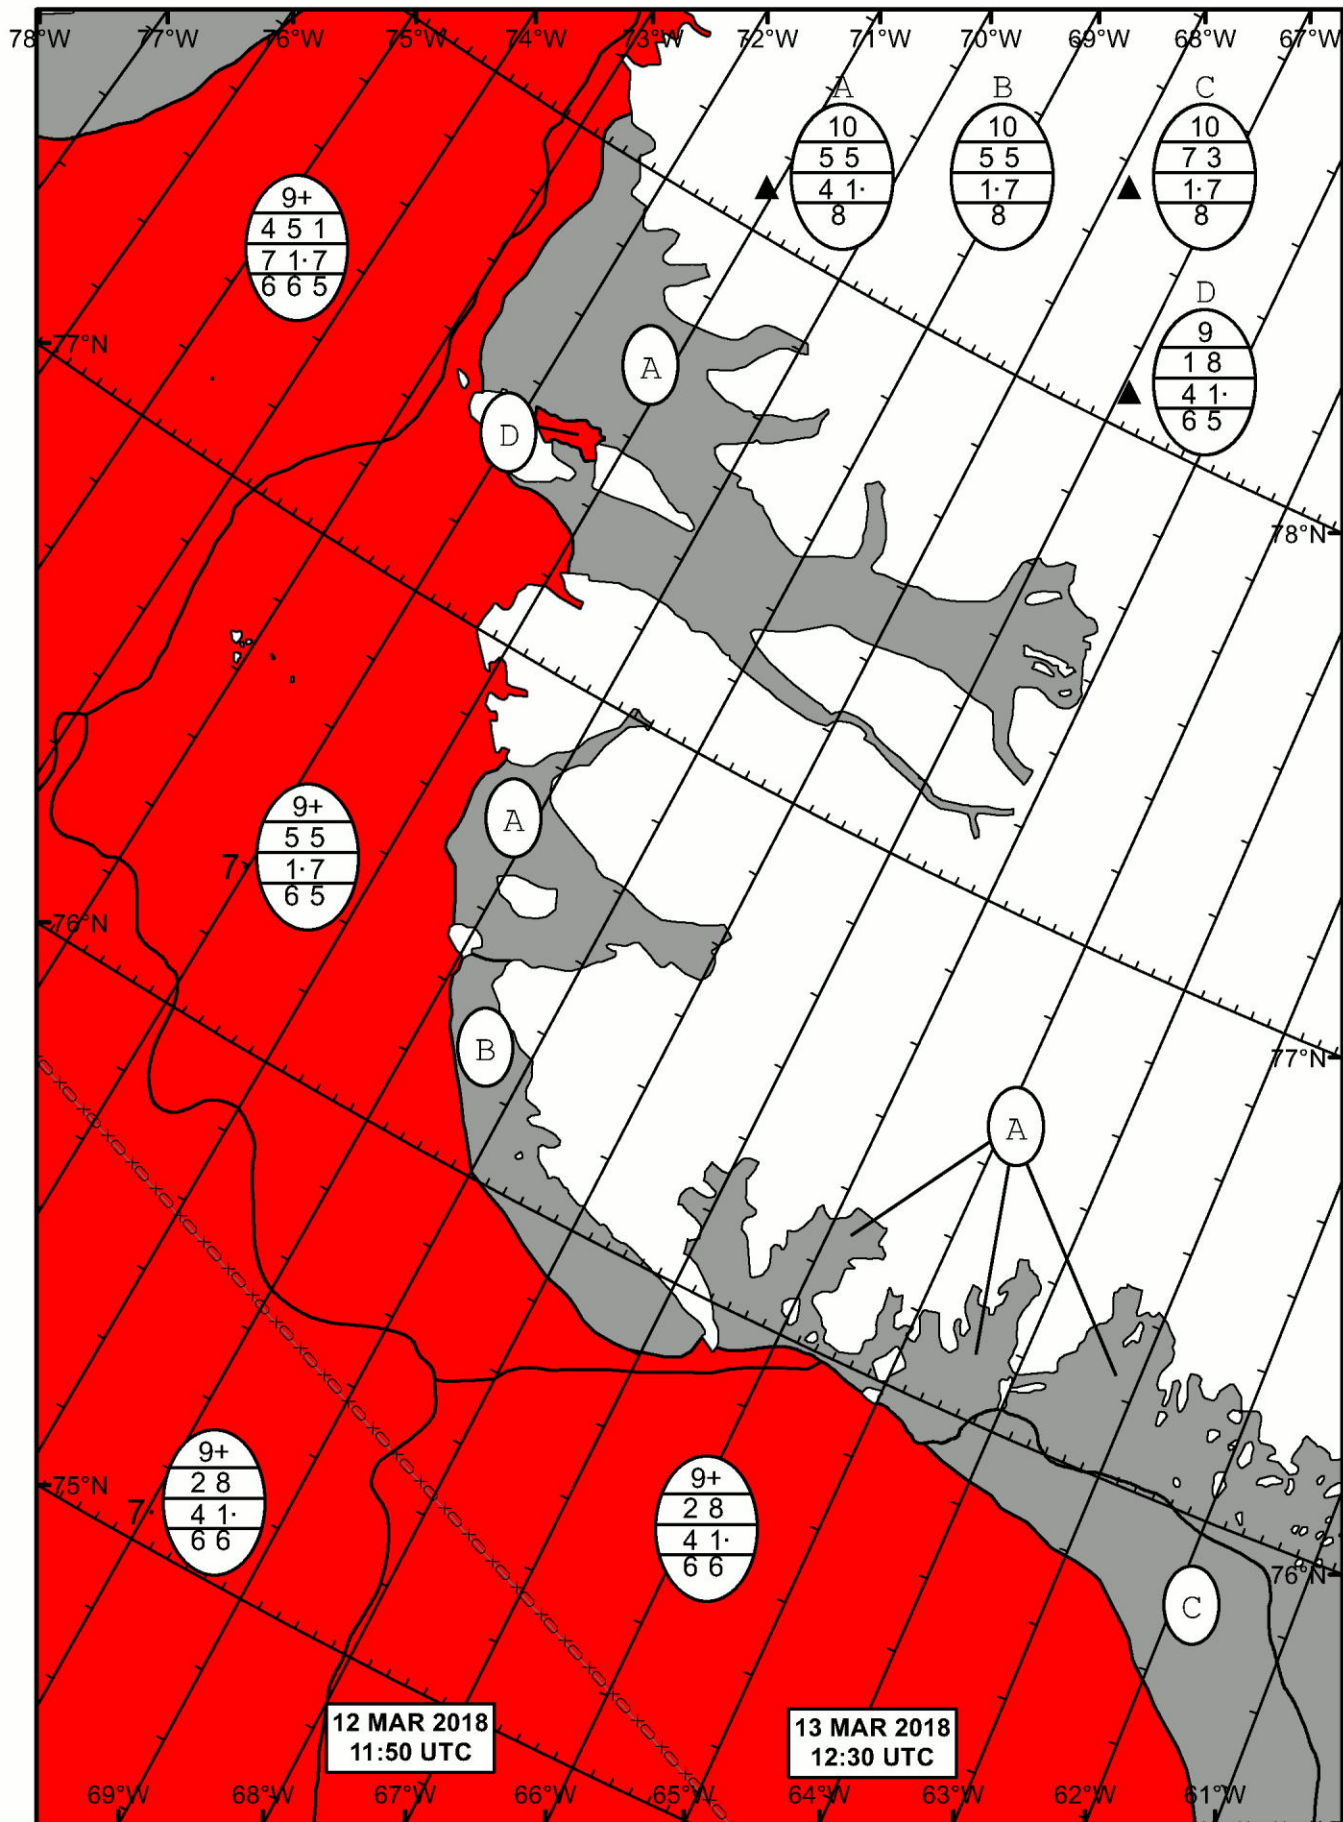 78°W 77°W 76°W 75°W 74°W 73°W 72°W 71°W 70°W 69°W 68°W 67°W
A B C
10 10 10
5 5 5 5 7 3
4 1· 1·7 1·7
8 8 8
9+
4 5 1
7 1·7
6 6 5
D
9
1 8
4 1·
6 5
77°N
A
D
78°N
A
9+
5 5
7· 1·7
6 5
76°N
B
77°N
A
9+
2 8
7· 4 1·
6 6
75°N
9+
2 8
4 1·
6 6
76°N
C
12 MAR 2018
11:50 UTC
13 MAR 2018
12:30 UTC
69°W 68°W 67°W 66°W 65°W 64°W 63°W 62°W 61°W